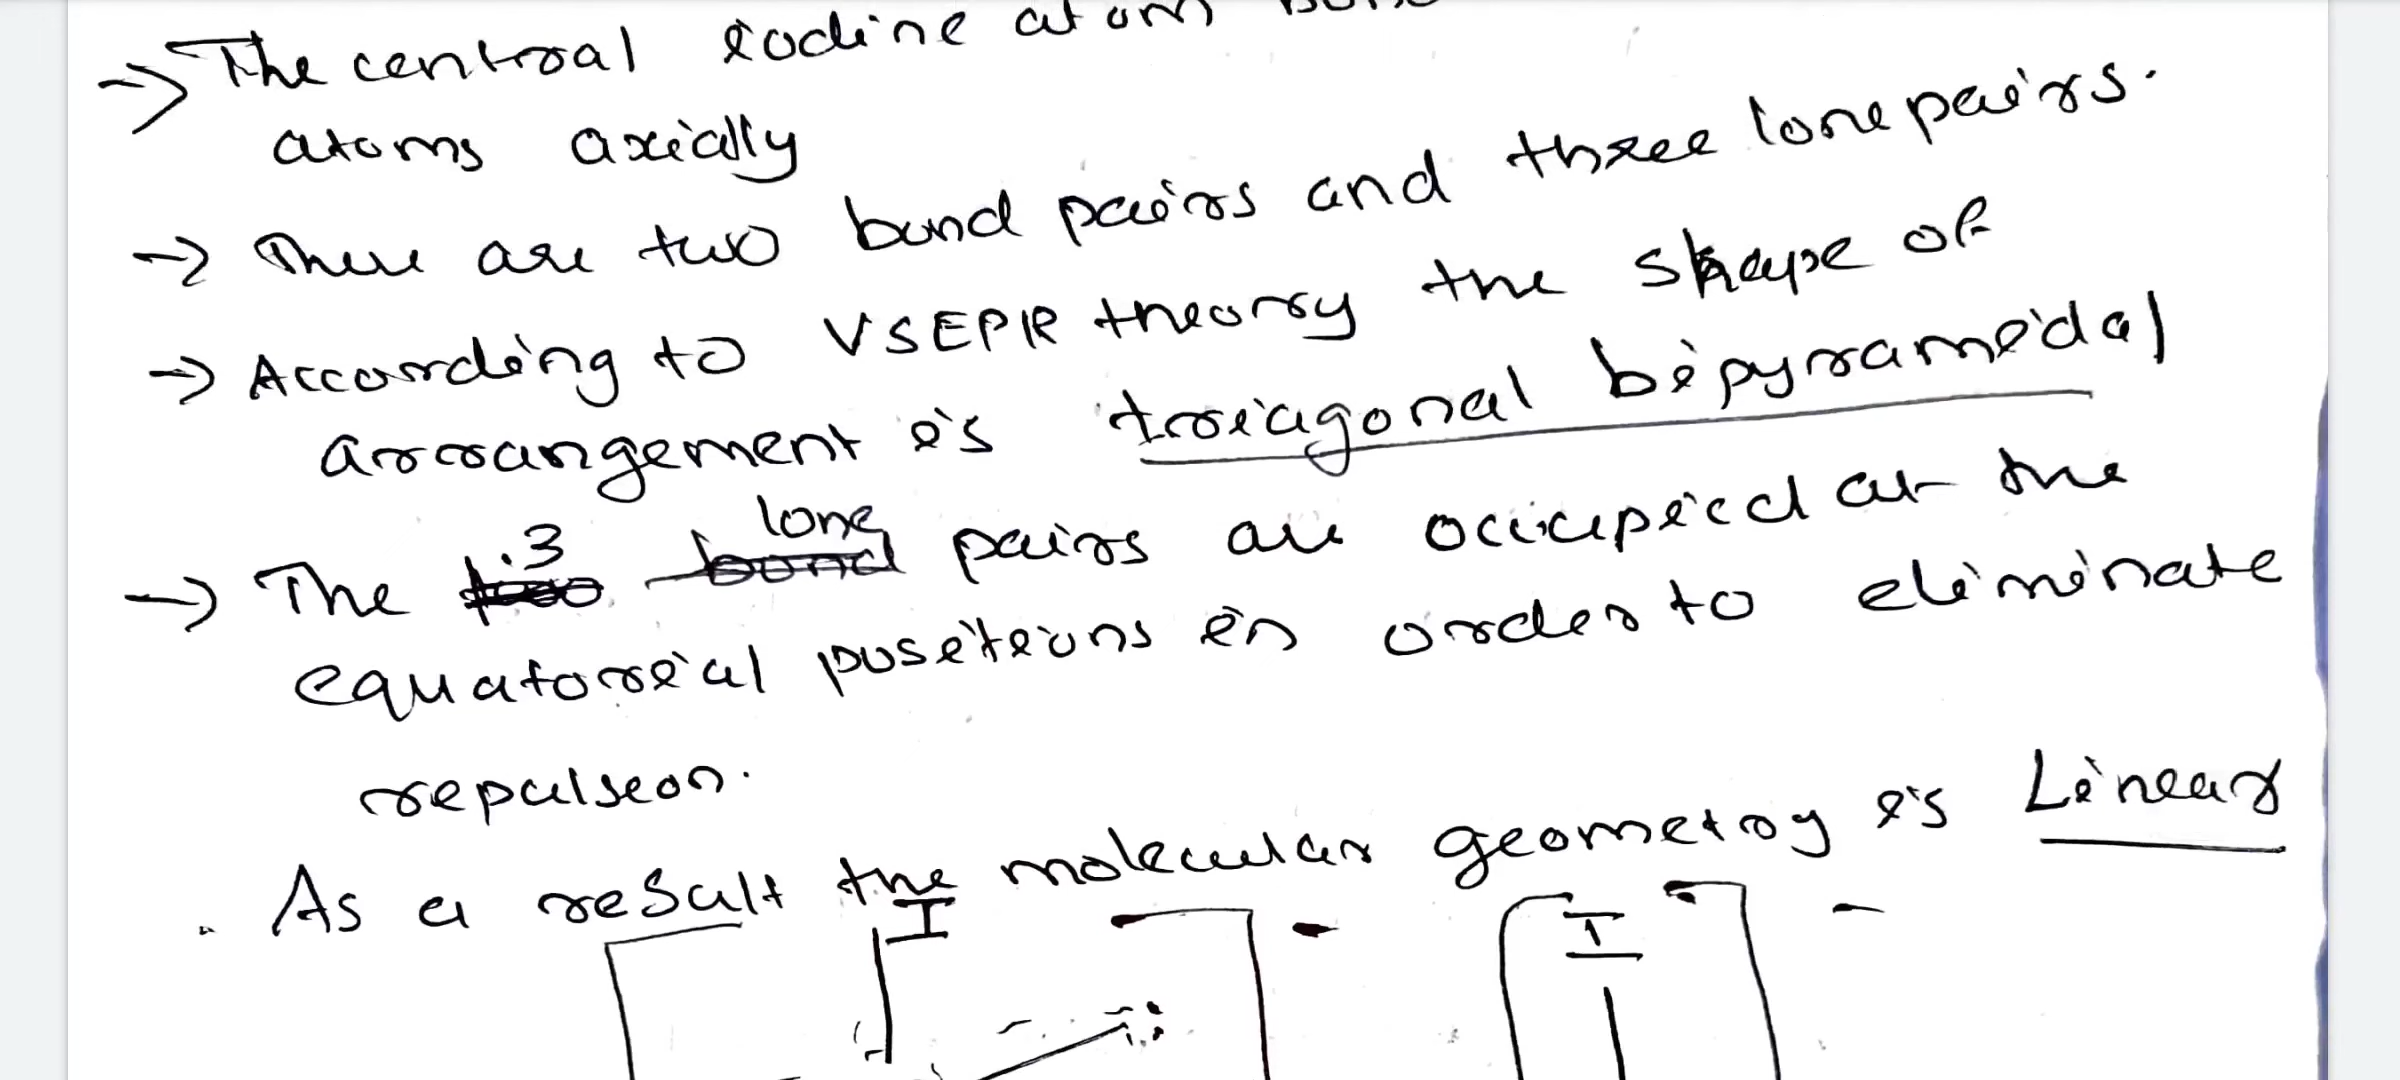 → The central iodine atom
atoms axially
→ There are two bond pairs and three lone pairs.
→ According to VSEPR theory the shape of
arrangement is triagonal bipyramidal
→ The 3 lone pairs are occupied at the
equatorial positions in order to eliminate
repulsion.
. As a result the molecular geometry is Linear
I - I -